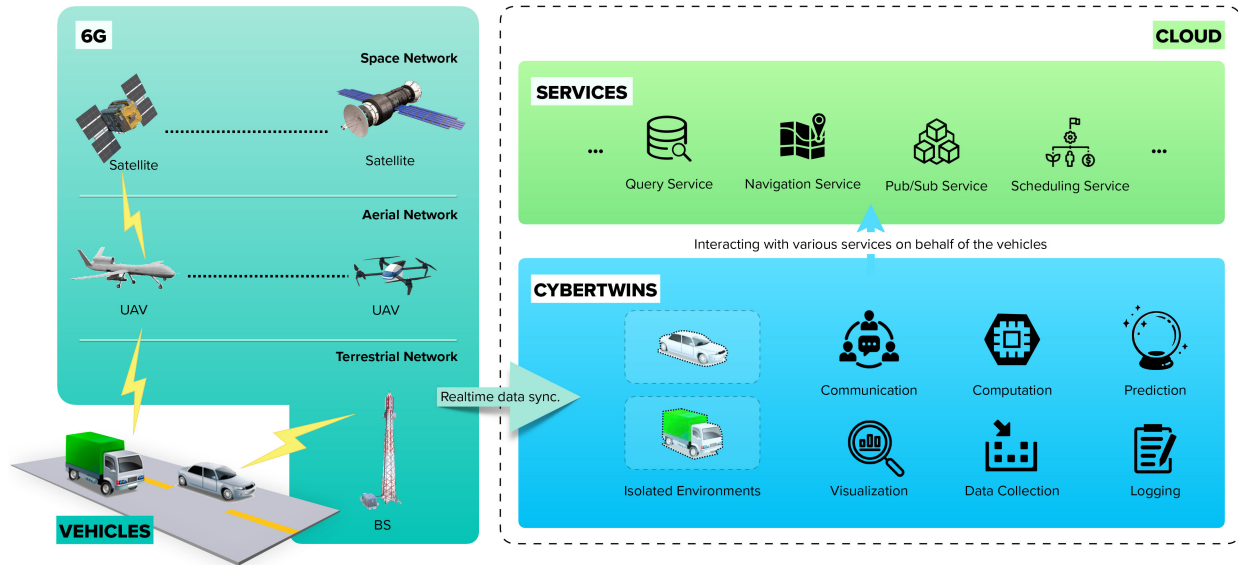 6G
Space Network
Satellite
Satellite
Aerial Network
UAV
UAV
Terrestrial Network
BS
VEHICLES
Realtime data sync.
CLOUD
SERVICES
...
Query Service
Navigation Service
Pub/Sub Service
Scheduling Service
...
Interacting with various services on behalf of the vehicles
CYBERTWINS
Communication
Computation
Prediction
Isolated Environments
Visualization
Data Collection
Logging